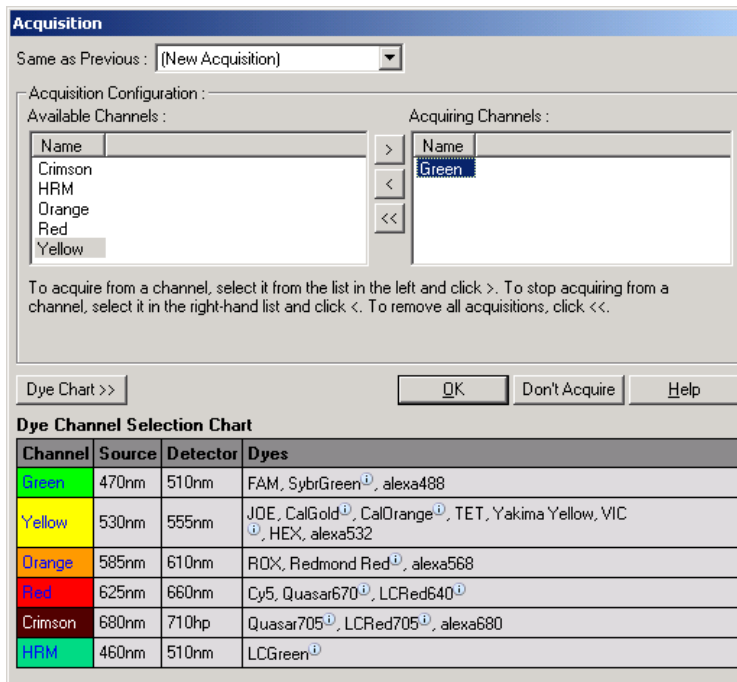 Acquisition
Same as Previous : (New Acquisition)
Acquisition Configuration :
Available Channels :
Acquiring Channels :
Name
Name
Crimson
HRM
Orange
Red
Yellow
>
<
<<
Green
To acquire from a channel, select it from the list in the left and click >. To stop acquiring from a
channel, select it in the right-hand list and click <. To remove all acquisitions, click <<.
Dye Chart >> OK Don't Acquire Help
Dye Channel Selection Chart
Channel Source Detector Dyes
Green 470nm 510nm FAM, SybrGreen ⓘ, alexa488
Yellow 530nm 555nm JOE, CalGold ⓘ, CalOrange ⓘ, TET, Yakima Yellow, VIC
ⓘ, HEX, alexa532
Orange 585nm 610nm ROX, Redmond Red ⓘ, alexa568
Red 625nm 660nm Cy5, Quasar670 ⓘ, LCRed640 ⓘ
Crimson 680nm 710hp Quasar705 ⓘ, LCRed705 ⓘ, alexa680
HRM 460nm 510nm LCGreen ⓘ